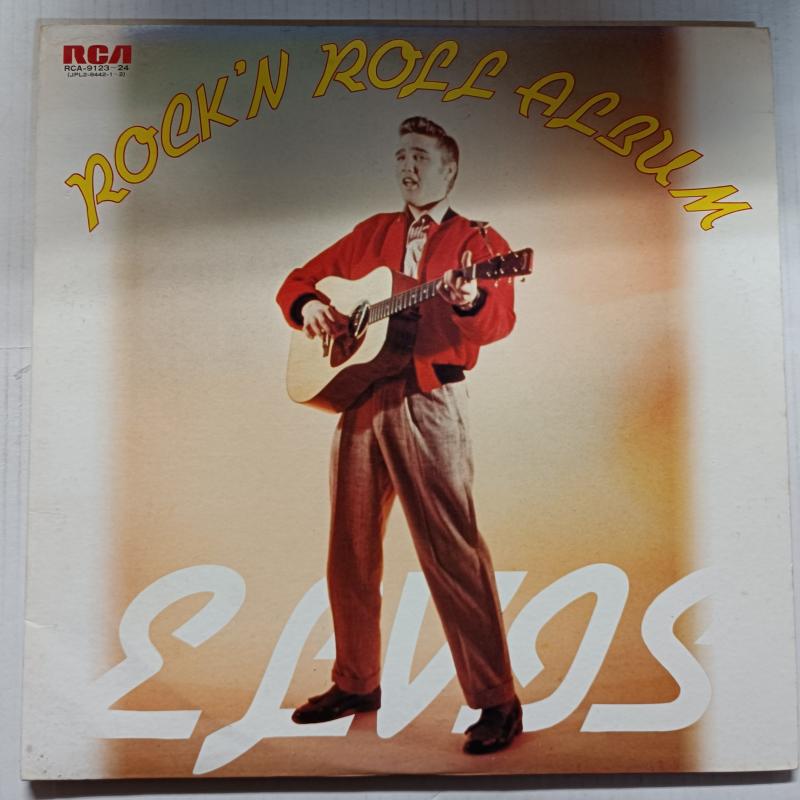 RCA
RCA-9123~24
(JPL2-8442-1~2)
ROCK'N ROLL ALBUM
ELVIS